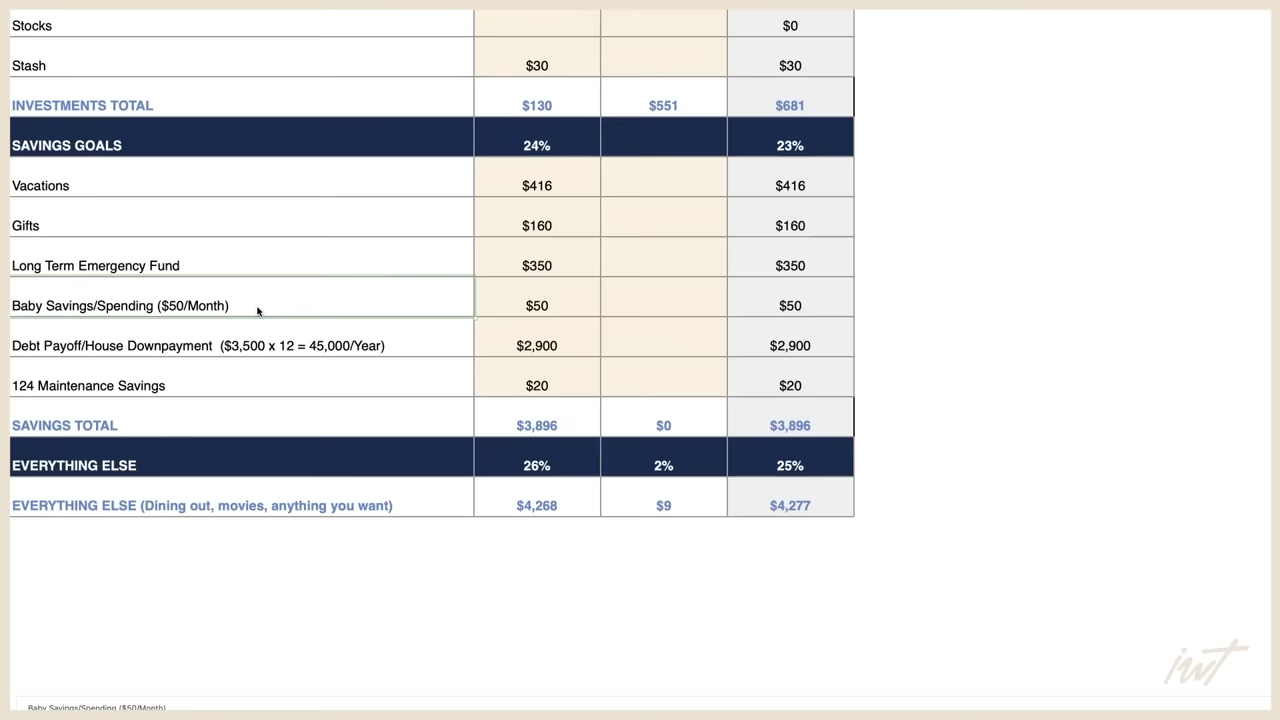 Stocks $0
Stash $30 $30
INVESTMENTS TOTAL $130 $551 $681
SAVINGS GOALS 24% 23%
Vacations $416 $416
Gifts $160 $160
Long Term Emergency Fund $350 $350
Baby Savings/Spending ($50/Month) $50 $50
Debt Payoff/House Downpayment ($3,500 x 12 = 45,000/Year) $2,900 $2,900
124 Maintenance Savings $20 $20
SAVINGS TOTAL $3,896 $0 $3,896
EVERYTHING ELSE 26% 2% 25%
EVERYTHING ELSE (Dining out, movies, anything you want) $4,268 $9 $4,277
iwt
Baby Savings/Spending ($50/Month)